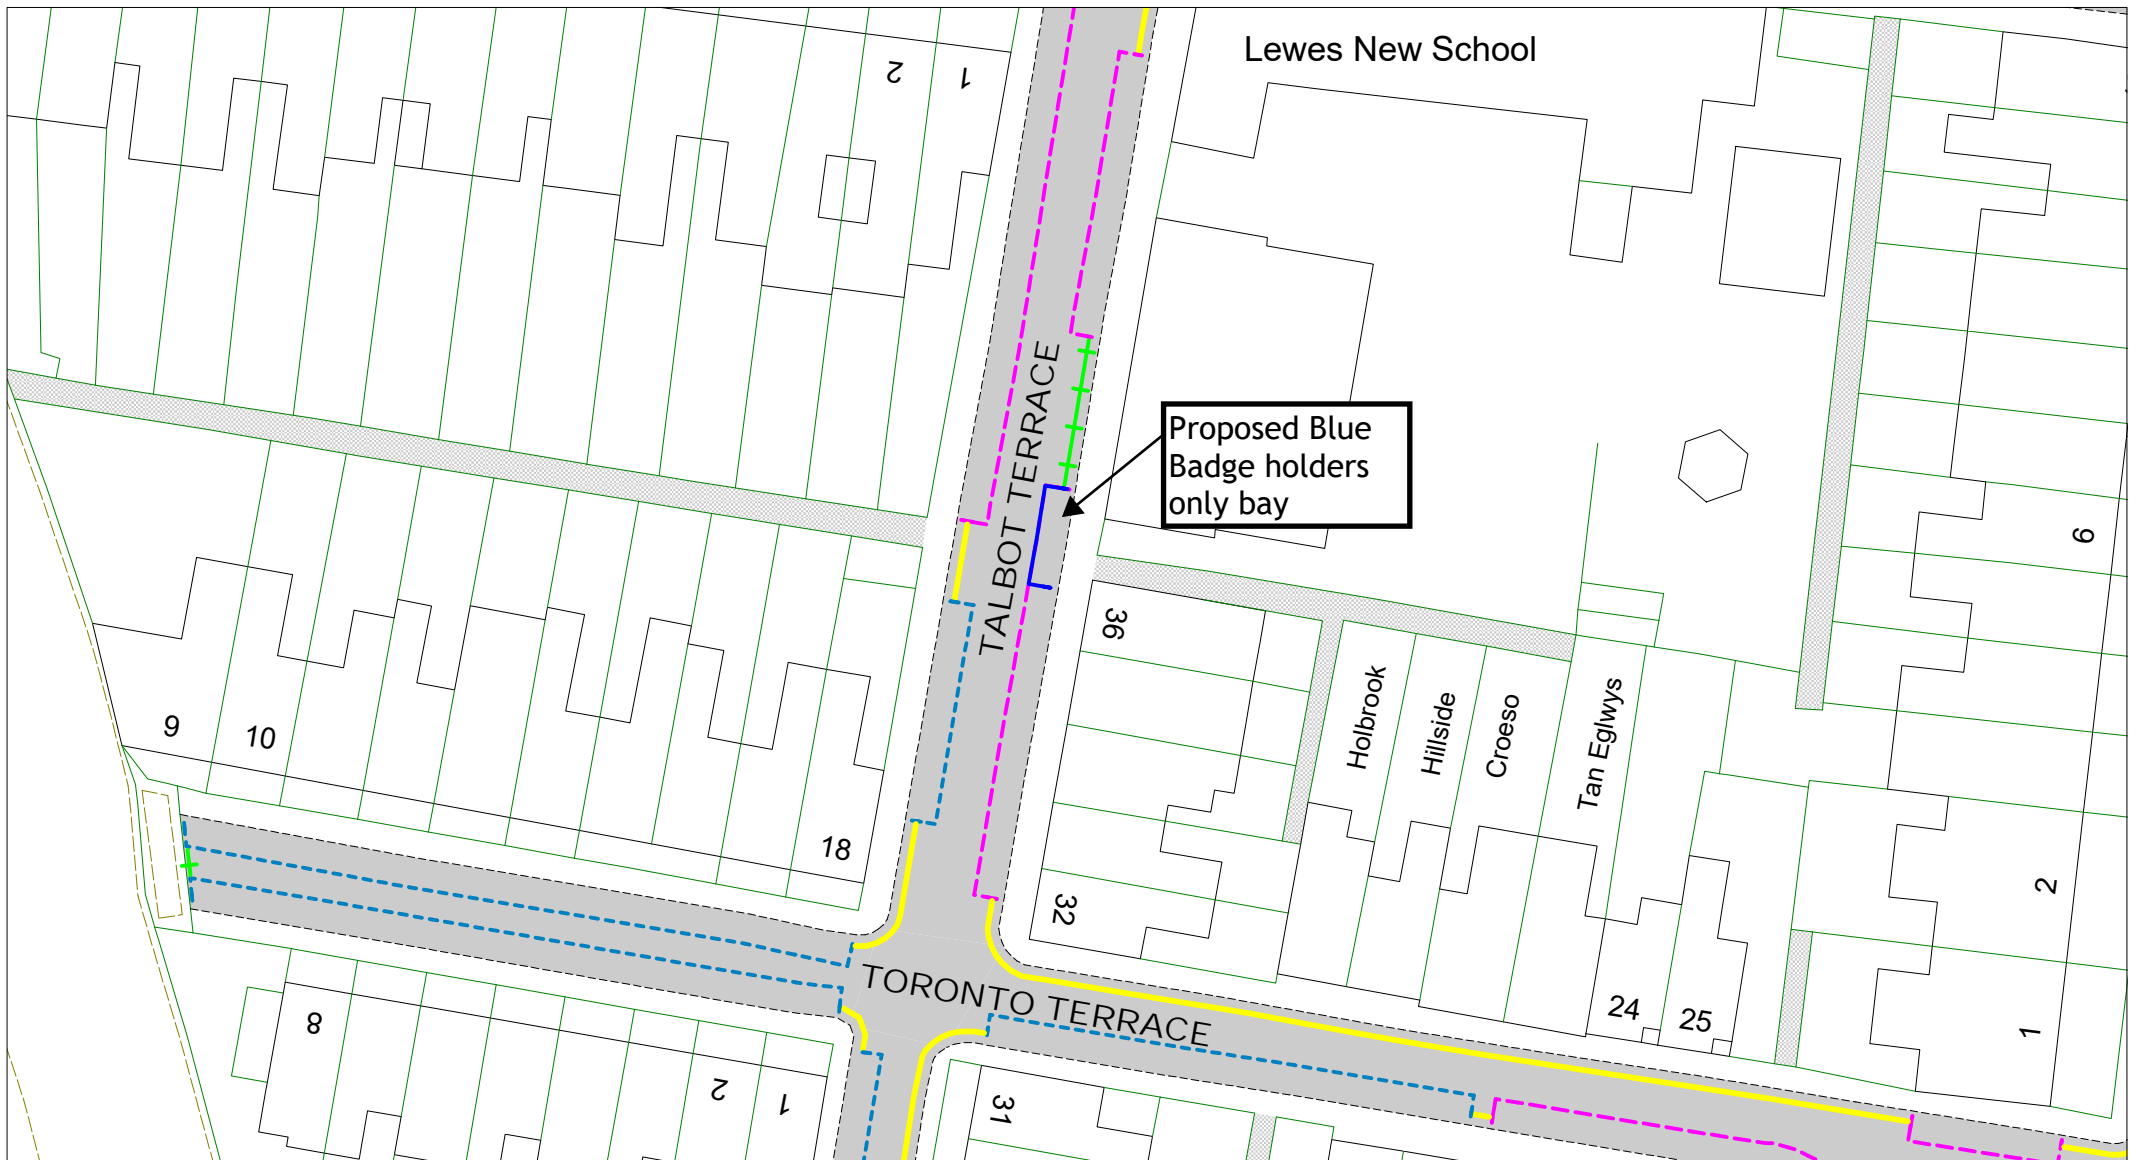 Lewes New School
2
1
TALBOT TERRACE
Proposed Blue
Badge holders
only bay
6
36
Holbrook
Hillside
Croeso
Tan Eglwys
9
10
18
32
2
TORONTO TERRACE
24
25
1
8
2
1
31